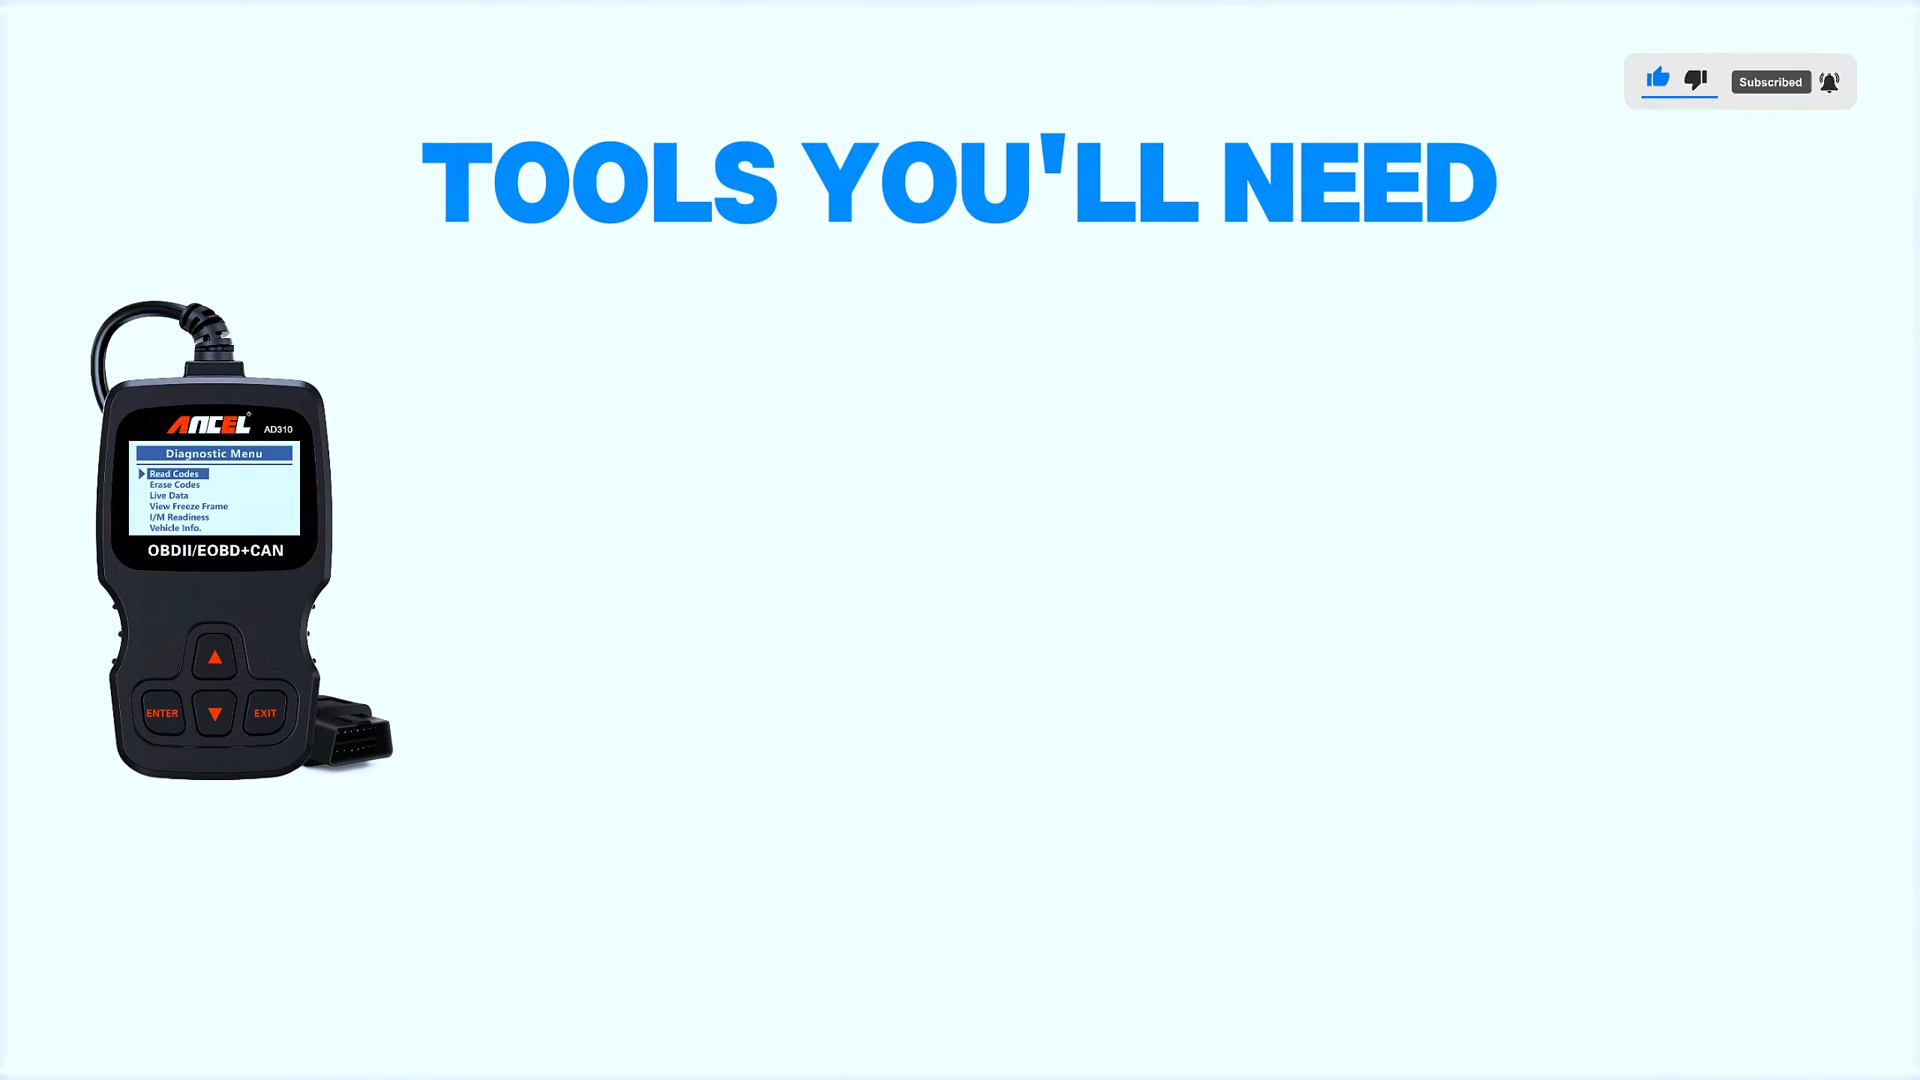 Subscribed
TOOLS YOU'LL NEED
ANCEL®
AD310
Diagnostic Menu
Read Codes
Erase Codes
Live Data
View Freeze Frame
I/M Readiness
Vehicle Info.
OBDII/EOBD+CAN
ENTER
EXIT